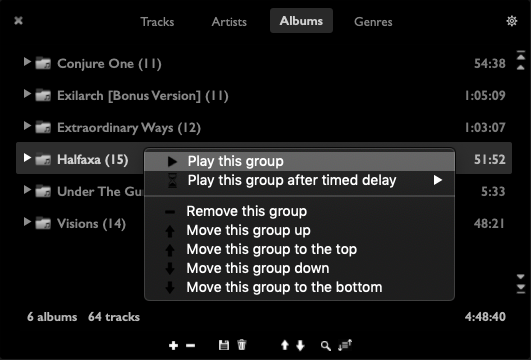 Tracks Artists Albums Genres
Conjure One (11) 54:38
Exilarch [Bonus Version] (11) 1:05:09
Extraordinary Ways (12) 1:03:07
Halfaxa (15) 51:52
Play this group
Play this group after timed delay
Under The Gu 5:33
Remove this group
Visions (14) 48:21
Move this group up
Move this group to the top
Move this group down
Move this group to the bottom
6 albums 64 tracks 4:48:40